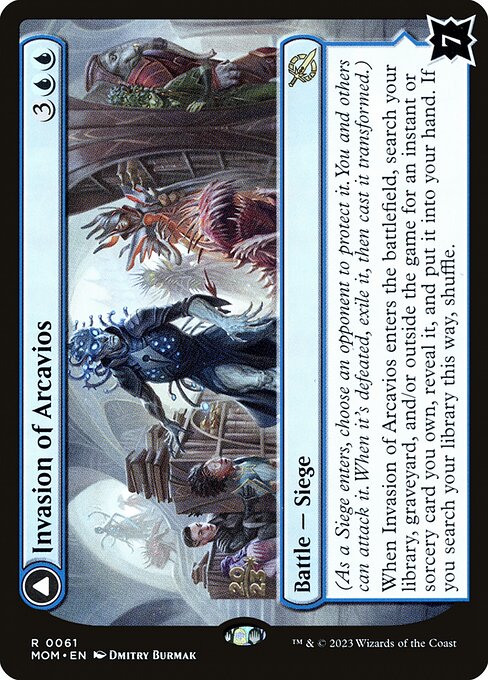 Invasion of Arcavios
3
2023
Battle — Siege
(As a Siege enters, choose an opponent to protect it. You and others
can attack it. When it's defeated, exile it, then cast it transformed.)
When Invasion of Arcavios enters the battlefield, search your
library, graveyard, and/or outside the game for an instant or
sorcery card you own, reveal it, and put it into your hand. If
you search your library this way, shuffle.
7
R 0061
MOM • EN Dmitry Burmak
™ & © 2023 Wizards of the Coast